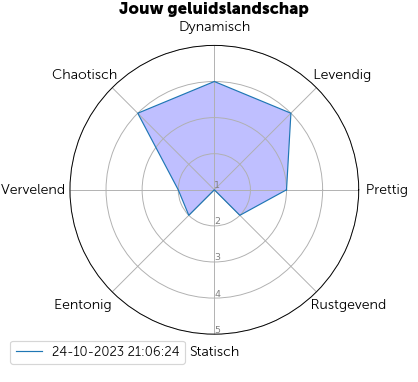 Jouw geluidslandschap
Dynamisch
Chaotisch
Levendig
Vervelend
1
Prettig
2
3
4
Eentonig
Rustgevend
5
24-10-2023 21:06:24
Statisch